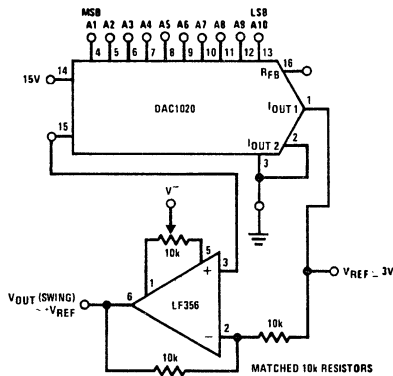 MSB LSB
A1 A2 A3 A4 A5 A6 A7 A8 A9 A10
4 5 6 7 8 9 10 11 12 13
15V 14
RFB 16
DAC1020
IOUT 1 1
15
IOUT 2 2
3
V−
10k
5
1
+ 3
VREF ≤ 3V
VOUT (SWING)
6
LF356
− 2
10k
10k
MATCHED 10k RESISTORS